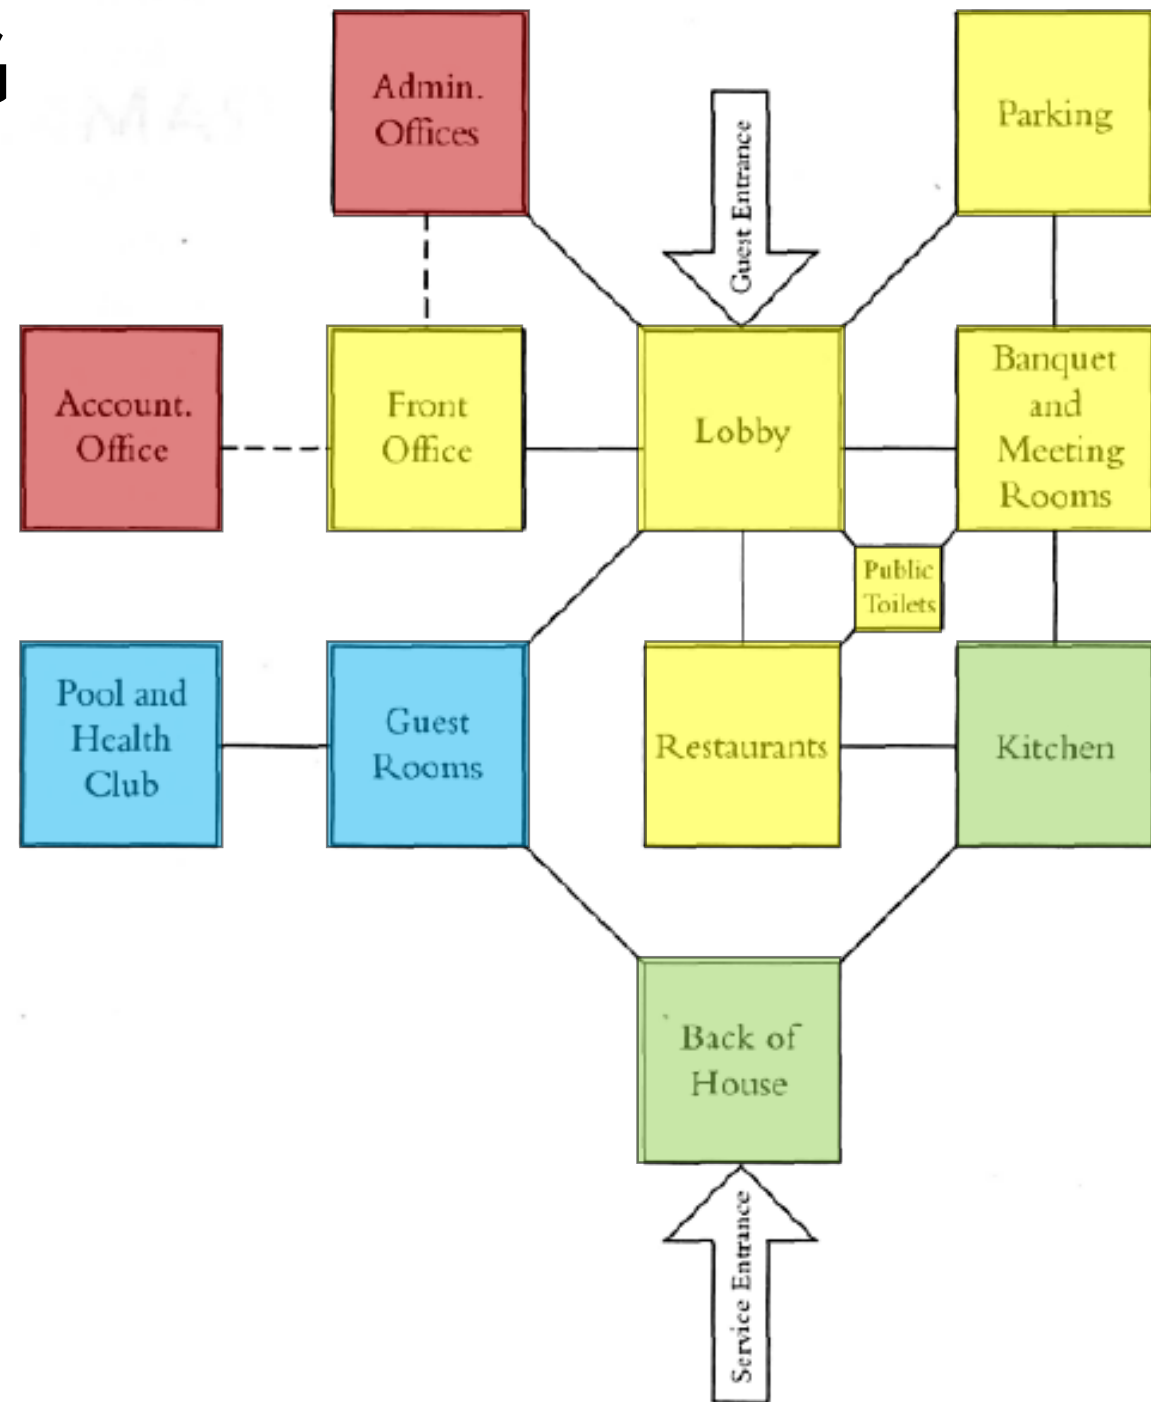 G
Admin.
Offices
Guest Entrance
Parking
Account.
Office
Front
Office
Lobby
Banquet
and
Meeting
Rooms
Public
Toilets
Pool and
Health
Club
Guest
Rooms
Restaurants
Kitchen
Back of
House
Service Entrance